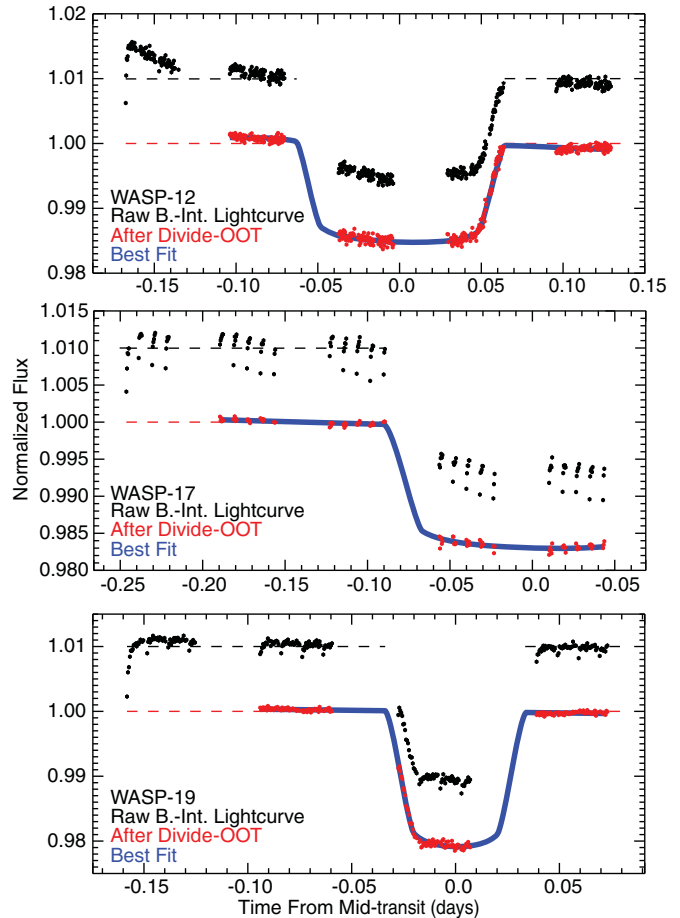 1.02
1.01
1.00
0.99
0.98
WASP-12
Raw B.-Int. Lightcurve
After Divide-OOT
Best Fit
-0.15 -0.10 -0.05 0.0 0.05 0.10 0.15
1.015
1.010
1.005
1.000
0.995
0.990
0.985
0.980
Normalized Flux
WASP-17
Raw B.-Int. Lightcurve
After Divide-OOT
Best Fit
-0.25 -0.20 -0.15 -0.10 -0.05 0.0 -0.05
1.01
1.00
0.99
0.98
WASP-19
Raw B.-Int. Lightcurve
After Divide-OOT
Best Fit
-0.15 -0.10 -0.05 0.0 0.05
Time From Mid-transit (days)